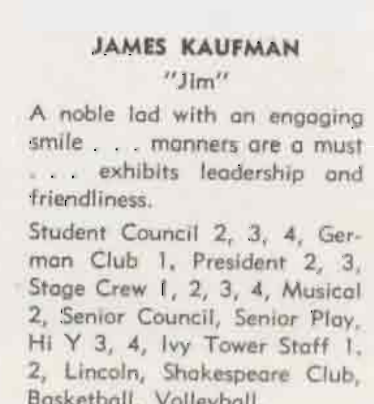 JAMES KAUFMAN
"Jim"
A noble lad with an engaging
smile . . . manners are a must
. . . exhibits leadership and
friendliness.
Student Council 2, 3, 4, Ger-
man Club 1, President 2, 3,
Stage Crew 1, 2, 3, 4, Musical
2, Senior Council, Senior Play,
Hi Y 3, 4, Ivy Tower Staff 1,
2, Lincoln, Shakespeare Club,
Basketball, Volleyball